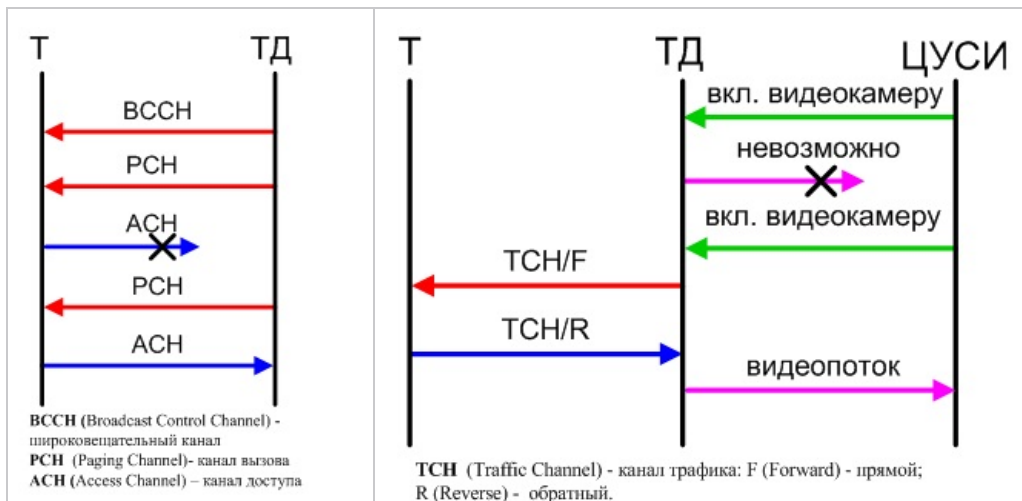 Т ТД
BCCH
PCH
ACH
PCH
ACH
BCCH (Broadcast Control Channel) -
широковещательный канал
PCH (Paging Channel)- канал вызова
ACH (Access Channel) – канал доступа
Т ТД ЦУСИ
вкл. видеокамеру
невозможно
вкл. видеокамеру
TCH/F
TCH/R
видеопоток
TCH (Traffic Channel) - канал трафика: F (Forward) - прямой;
R (Reverse) - обратный.